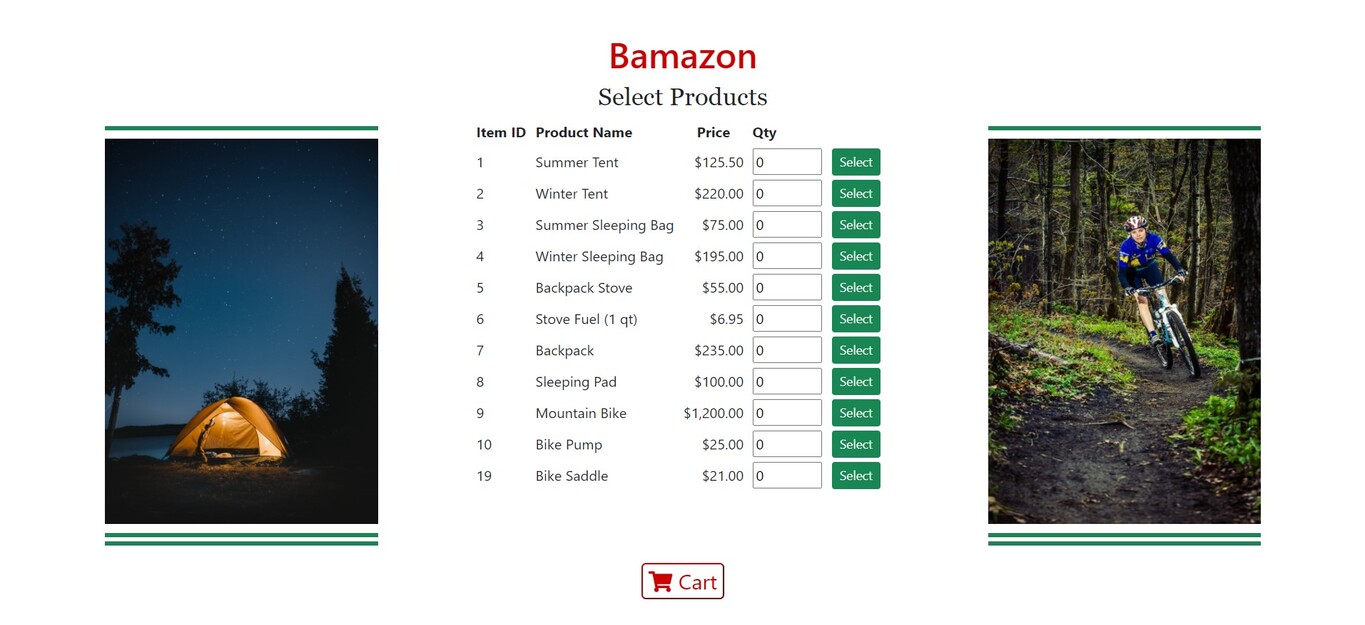 Bamazon
Select Products
Item ID Product Name Price Qty
1 Summer Tent $125.50 0 Select
2 Winter Tent $220.00 0 Select
3 Summer Sleeping Bag $75.00 0 Select
4 Winter Sleeping Bag $195.00 0 Select
5 Backpack Stove $55.00 0 Select
6 Stove Fuel (1 qt) $6.95 0 Select
7 Backpack $235.00 0 Select
8 Sleeping Pad $100.00 0 Select
9 Mountain Bike $1,200.00 0 Select
10 Bike Pump $25.00 0 Select
19 Bike Saddle $21.00 0 Select
Cart